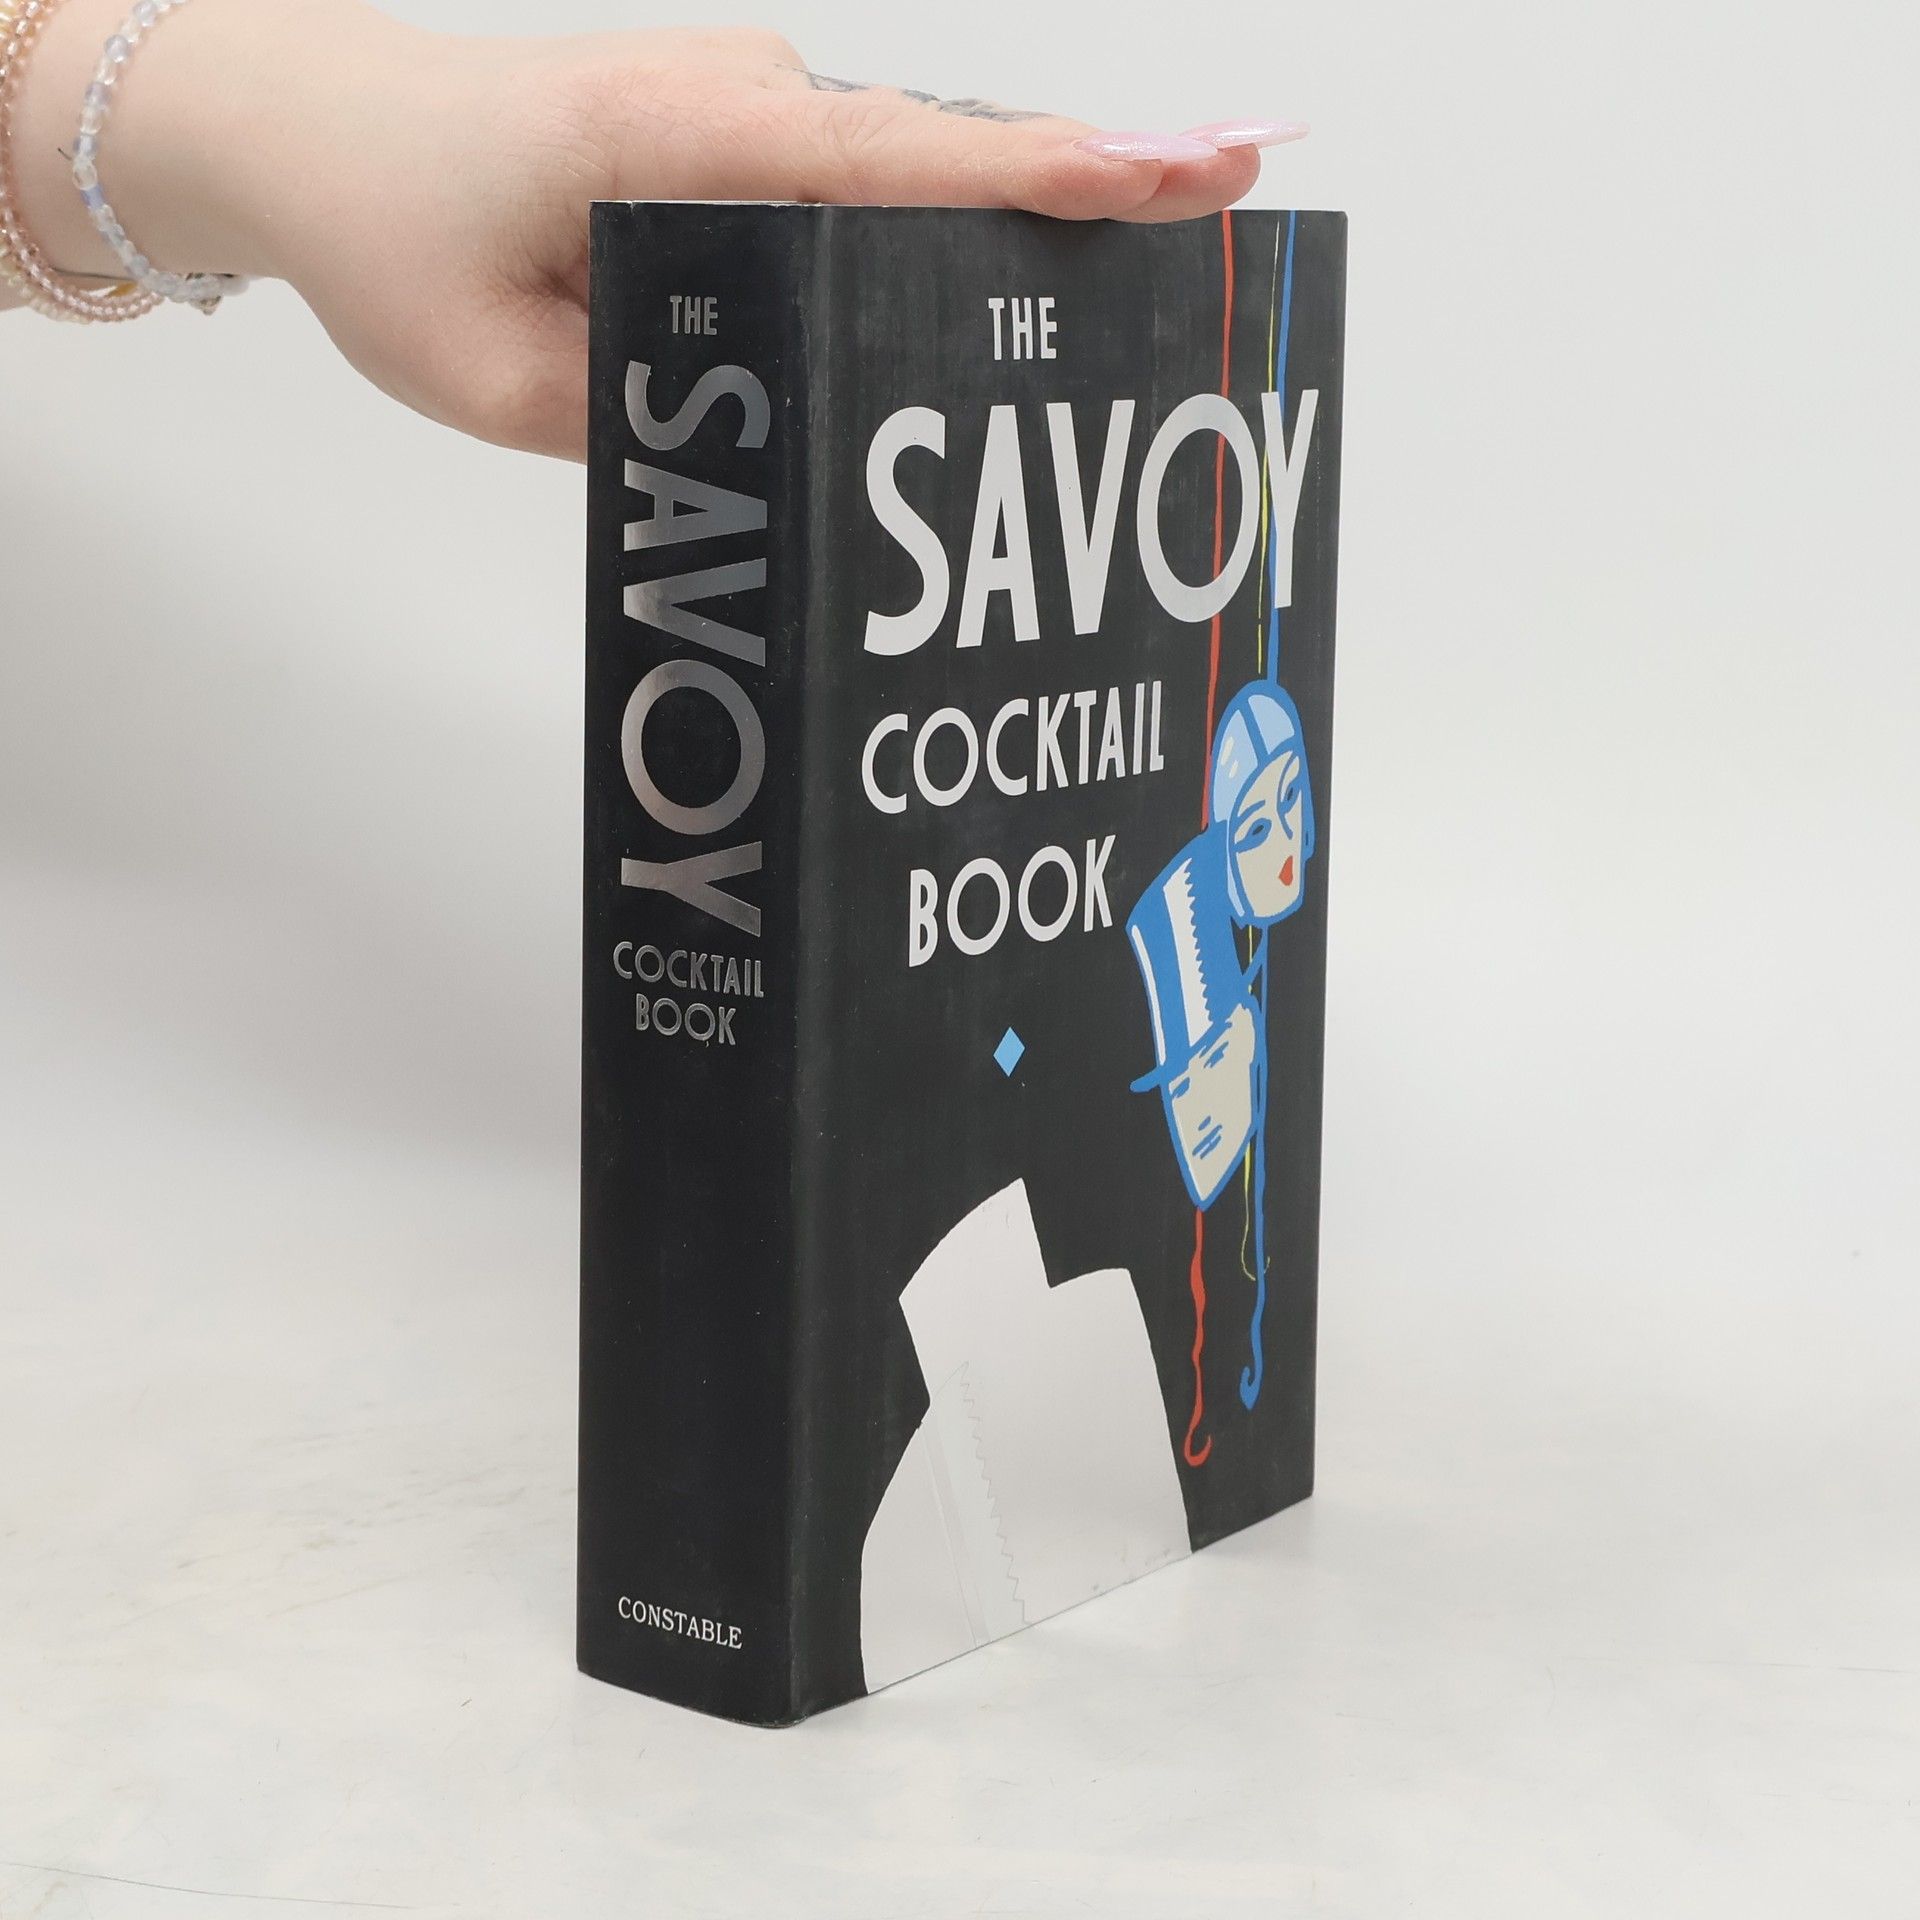 THE
SAVOY
COCKTAIL
BOOK
CONSTABLE
THE
SAVOY
COCKTAIL
BOOK